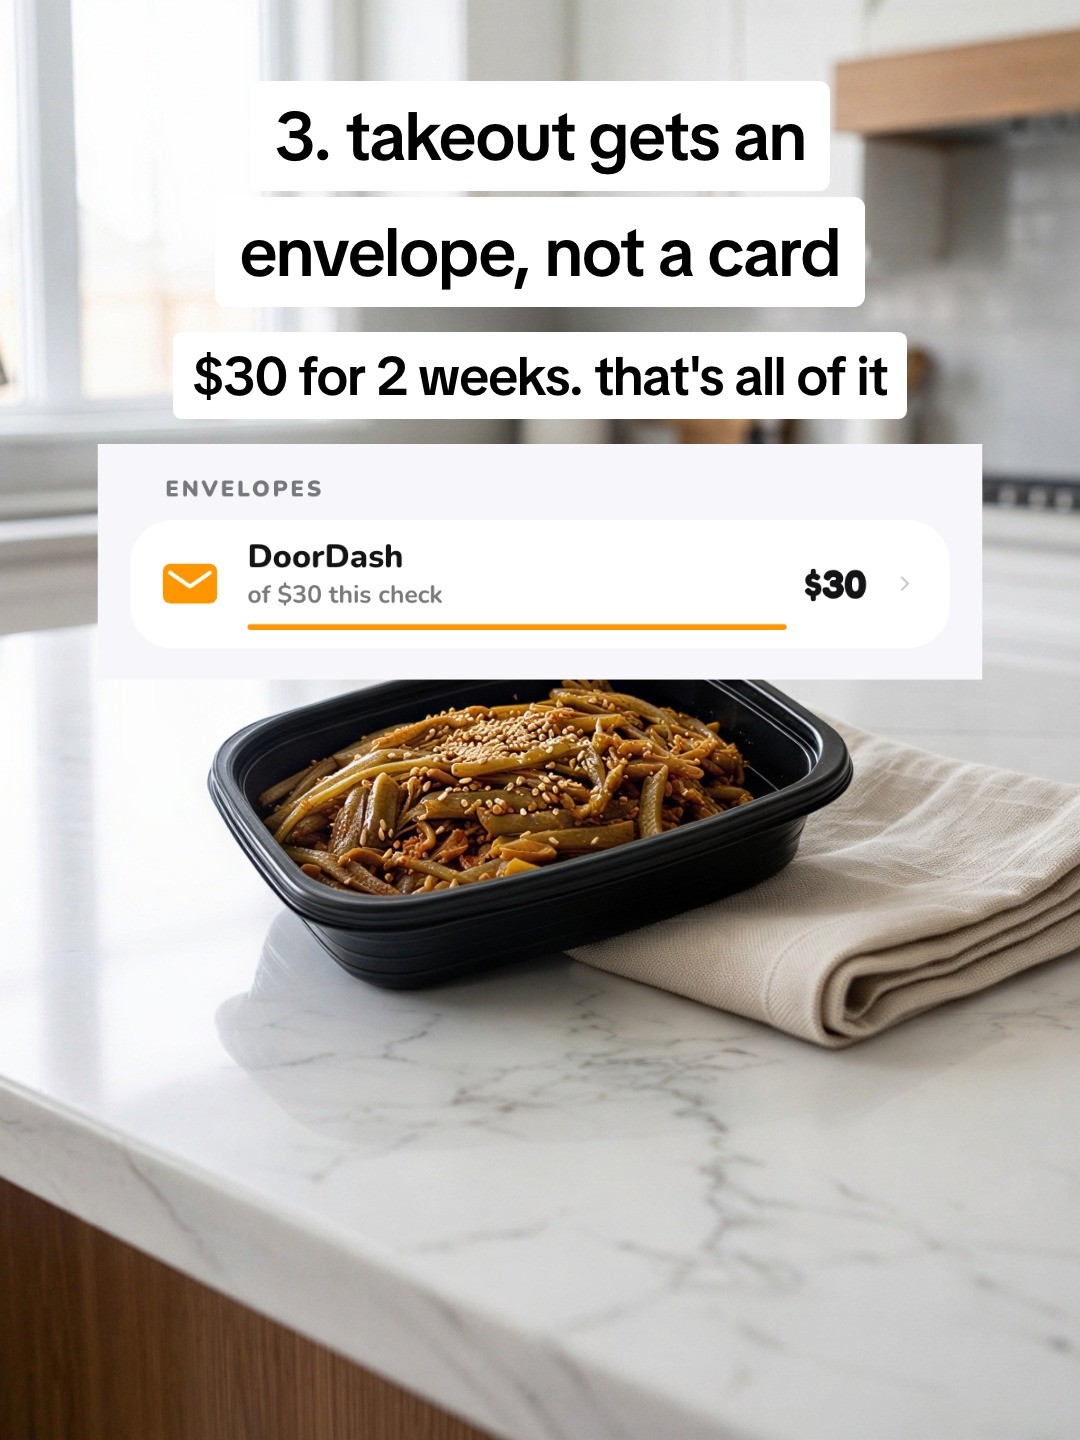 3. takeout gets an
envelope, not a card
$30 for 2 weeks. that's all of it
ENVELOPES
DoorDash
of $30 this check
$30